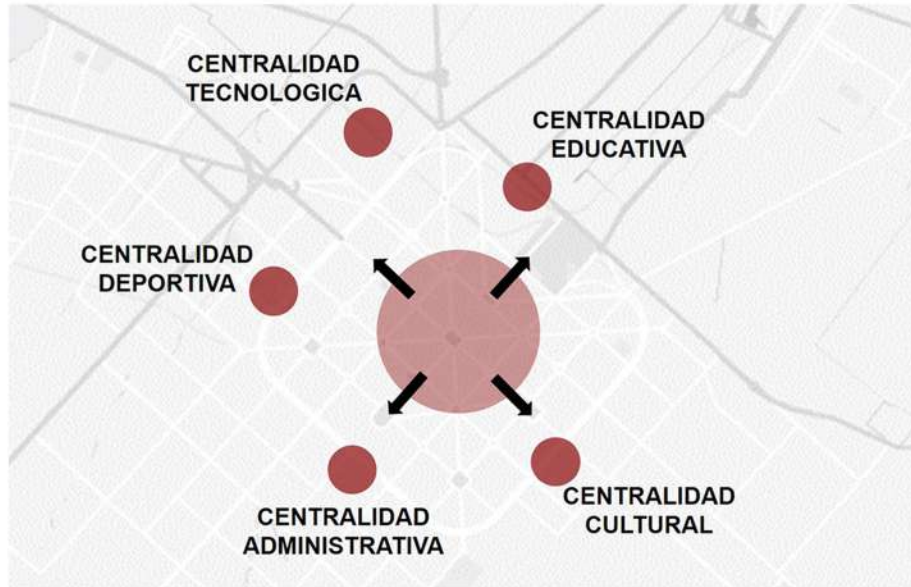 CENTRALIDAD
TECNOLOGICA
CENTRALIDAD
EDUCATIVA
CENTRALIDAD
DEPORTIVA
CENTRALIDAD
CULTURAL
CENTRALIDAD
ADMINISTRATIVA